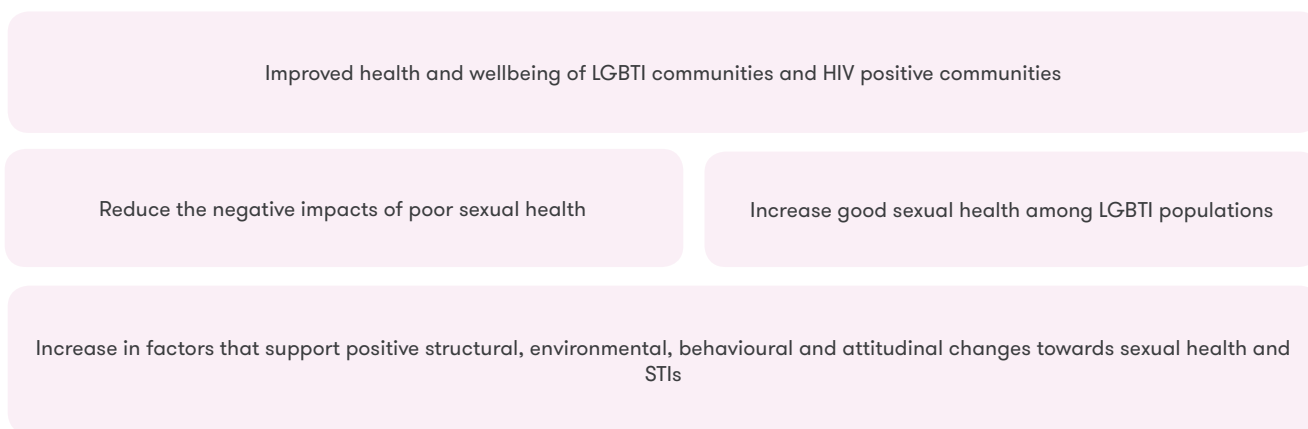 Improved health and wellbeing of LGBTI communities and HIV positive communities
Reduce the negative impacts of poor sexual health
Increase good sexual health among LGBTI populations
Increase in factors that support positive structural, environmental, behavioural and attitudinal changes towards sexual health and
STIs